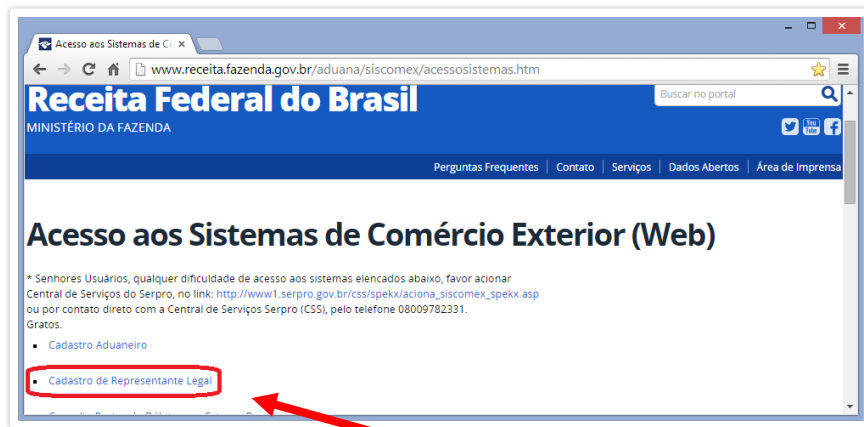 Acesso aos Sistemas de C
www.receita.fazenda.gov.br/aduana/siscomex/acessosistemas.htm
Receita Federal do Brasil
Buscar no portal
MINISTÉRIO DA FAZENDA
You Tube
Perguntas Frequentes | Contato | Serviços | Dados Abertos | Área de Imprensa
Acesso aos Sistemas de Comércio Exterior (Web)
* Senhores Usuários, qualquer dificuldade de acesso aos sistemas elencados abaixo, favor acionar
Central de Serviços do Serpro, no link: http://www1.serpro.gov.br/css/spekx/aciona_siscomex_spekx.asp
ou por contato direto com a Central de Serviços Serpro (CSS), pelo telefone 08009782331.
Gratos.
Cadastro Aduaneiro
Cadastro de Representante Legal